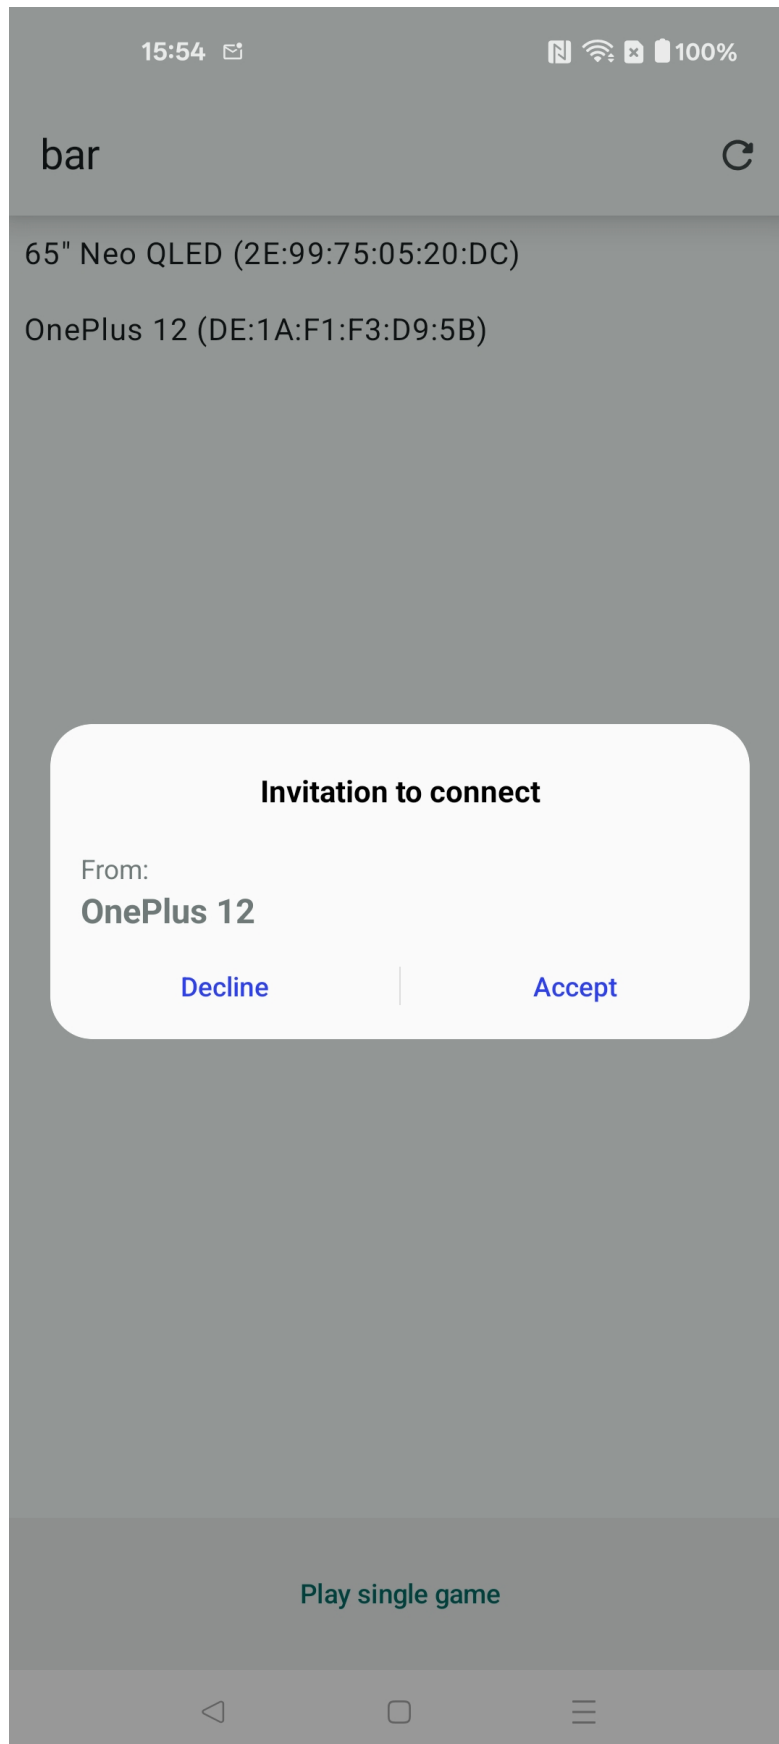 15:54
100%
bar
65" Neo QLED (2E:99:75:05:20:DC)
OnePlus 12 (DE:1A:F1:F3:D9:5B)
Invitation to connect
From:
OnePlus 12
Decline
Accept
Play single game